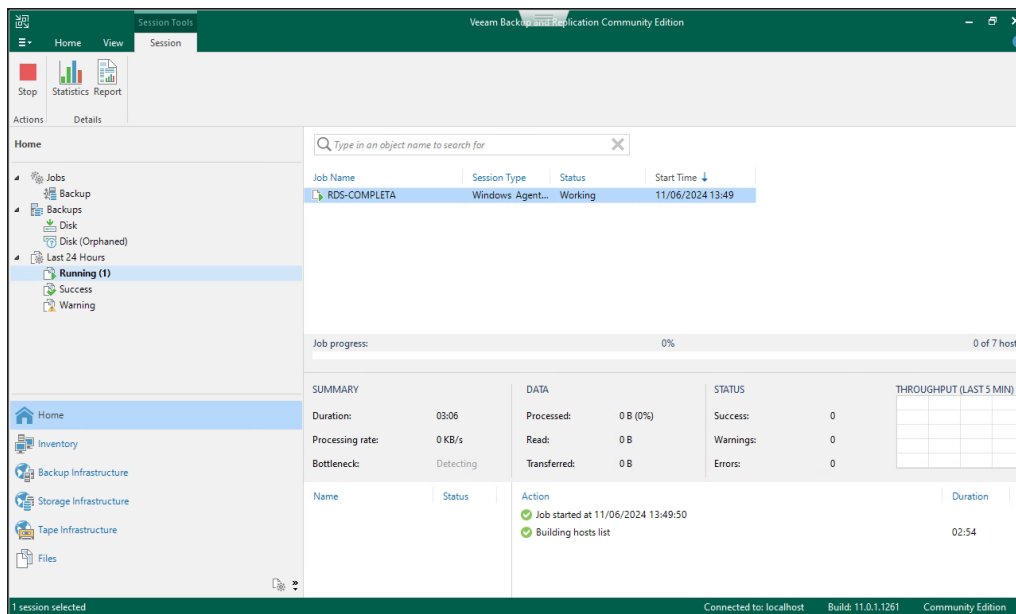 Session Tools
Veeam Backup and Replication Community Edition
Home View Session
Stop Statistics Report
Actions Details
Home
Type in an object name to search for
Jobs
Backup
Backups
Disk
Disk (Orphaned)
Last 24 Hours
Running (1)
Success
Warning
Job Name Session Type Status Start Time ↓
RDS-COMPLETA Windows Agent... Working 11/06/2024 13:49
Job progress: 0% 0 of 7 host
SUMMARY DATA STATUS THROUGHPUT (LAST 5 MIN)
Duration: 03:06 Processed: 0 B (0%) Success: 0
Processing rate: 0 KB/s Read: 0 B Warnings: 0
Bottleneck: Detecting Transferred: 0 B Errors: 0
Name Status Action Duration
Job started at 11/06/2024 13:49:50
Building hosts list 02:54
Home
Inventory
Backup Infrastructure
Storage Infrastructure
Tape Infrastructure
Files
1 session selected Connected to: localhost Build: 11.0.1.1261 Community Edition